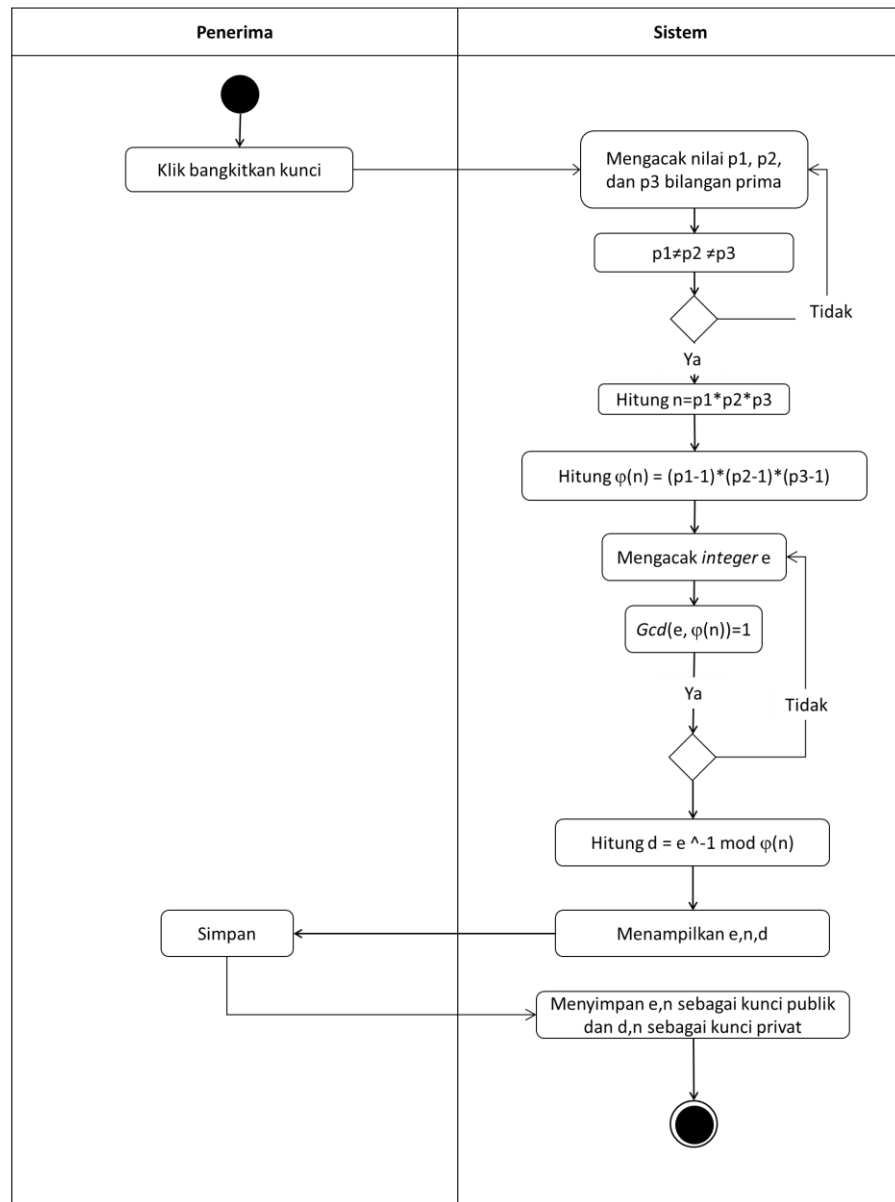 Penerima
Sistem
Klik bangkitkan kunci
Mengacak nilai p1, p2,
dan p3 bilangan prima
p1≠p2 ≠p3
Tidak
Ya
Hitung n=p1*p2*p3
Hitung φ(n) = (p1-1)*(p2-1)*(p3-1)
Mengacak integer e
Gcd(e, φ(n))=1
Ya
Tidak
Hitung d = e ^-1 mod φ(n)
Simpan
Menampilkan e,n,d
Menyimpan e,n sebagai kunci publik
dan d,n sebagai kunci privat